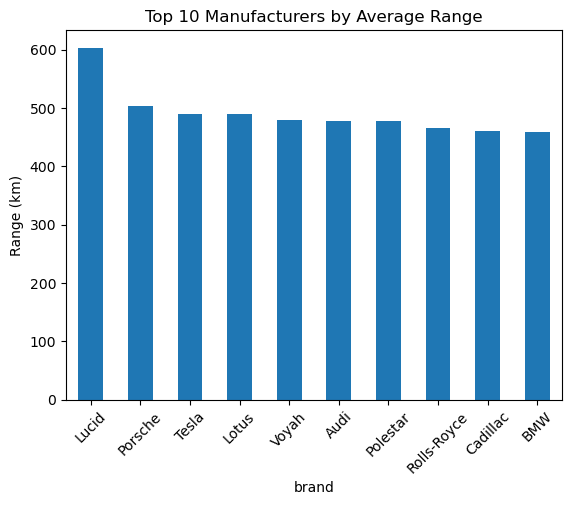 Top 10 Manufacturers by Average Range
600
500
400
300
200
100
0
Range (km)
Lucid
Porsche
Tesla
Lotus
Voyah
Audi
Polestar
Rolls-Royce
Cadillac
BMW
brand